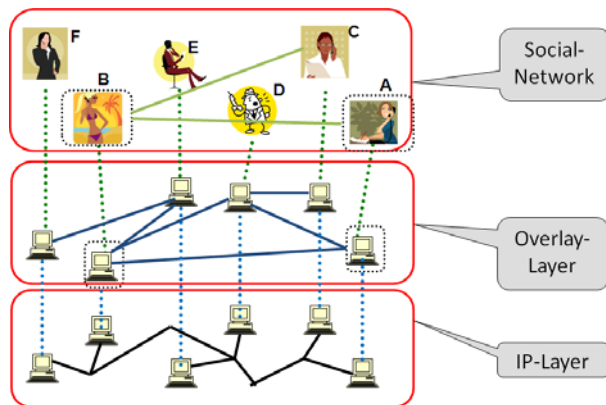 F
E
C
B
D
A
Social-
Network
Overlay-
Layer
IP-Layer